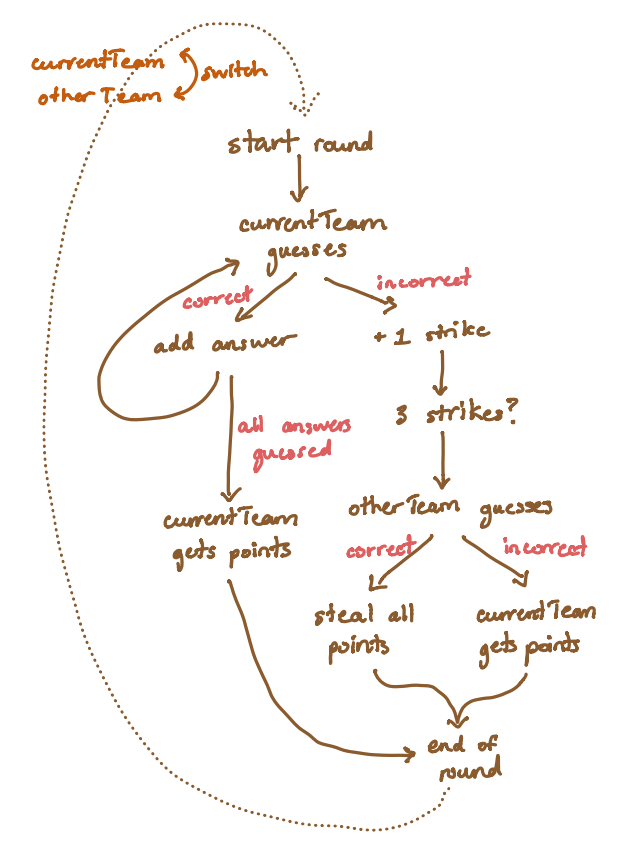 currentTeam
otherTeam
switch
start round
currentTeam
guesses
correct
incorrect
add answer
+1 strike
3 strikes?
all answers
guessed
currentTeam
gets points
otherTeam guesses
correct
incorrect
steal all
points
currentTeam
gets points
end of
round